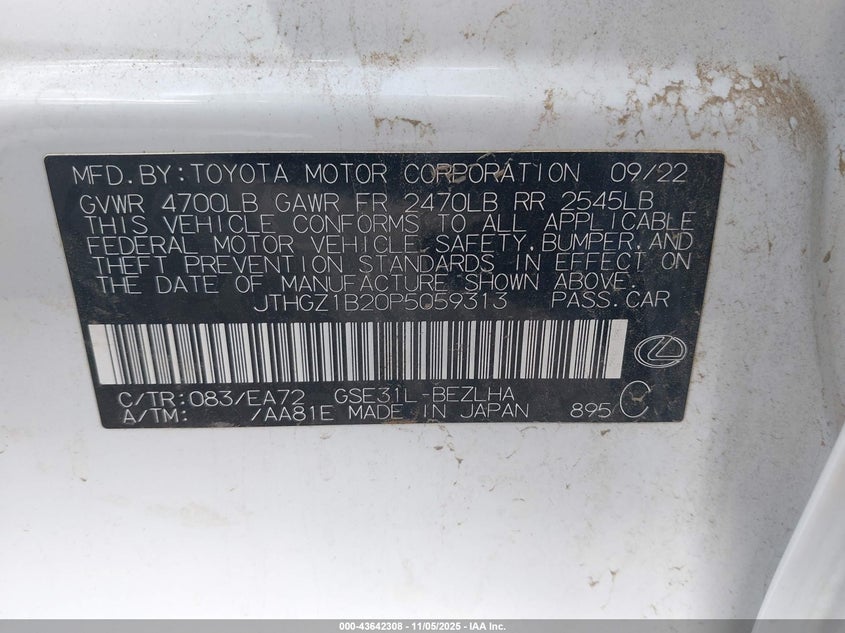 MFD.BY:TOYOTA MOTOR CORPORATION 09/22
GVWR 4700LB GAWR FR 2470LB RR 2545LB
THIS VEHICLE CONFORMS TO ALL APPLICABLE
FEDERAL MOTOR VEHICLE SAFETY,BUMPER,AND
THEFT PREVENTION STANDARDS IN EFFECT ON
THE DATE OF MANUFACTURE SHOWN ABOVE.
JTHGZ1B20P5059313 PASS.CAR
C/TR:083/EA72 GSE31L-BEZLHA
A/TM: /AA81E MADE IN JAPAN 895 C
000-43642308 - 11/05/2025 - IAA Inc.